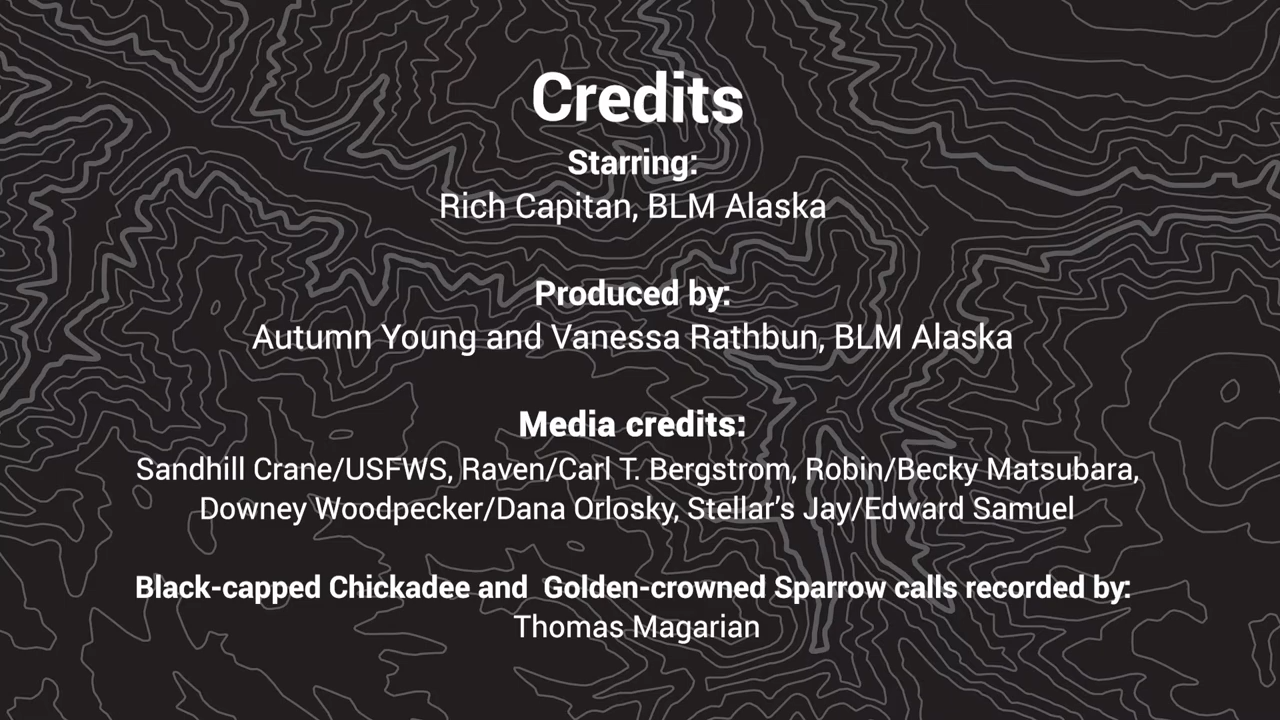 Credits
Starring:
Rich Capitan, BLM Alaska
Produced by:
Autumn Young and Vanessa Rathbun, BLM Alaska
Media credits:
Sandhill Crane/USFWS, Raven/Carl T. Bergstrom, Robin/Becky Matsubara,
Downey Woodpecker/Dana Orlosky, Stellar’s Jay/Edward Samuel
Black-capped Chickadee and  Golden-crowned Sparrow calls recorded by:
Thomas Magarian